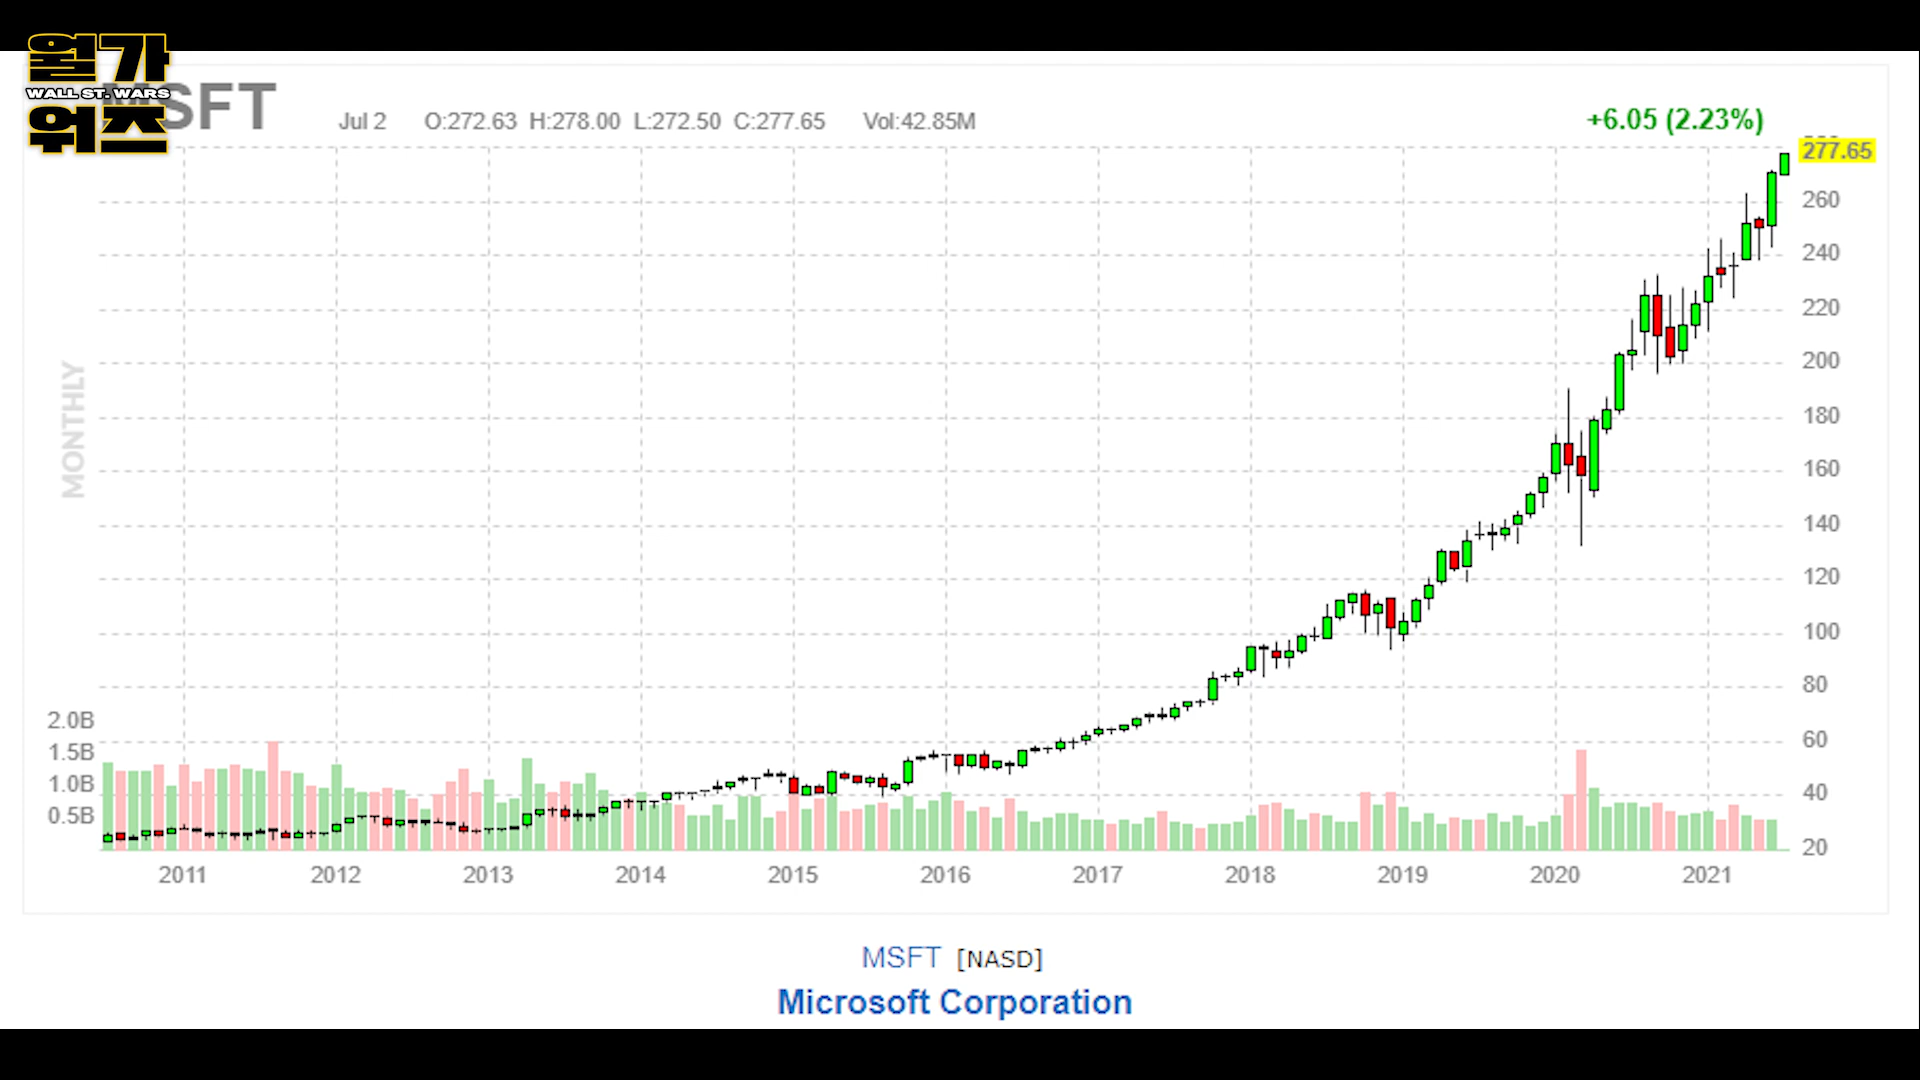 월가
WALL ST. WARS
워즈
MSFT
Jul 2 O:272.63 H:278.00 L:272.50 C:277.65 Vol:42.85M
+6.05 (2.23%)
277.65
260
240
220
200
180
160
140
120
100
80
60
40
20
MONTHLY
2.0B
1.5B
1.0B
0.5B
2011 2012 2013 2014 2015 2016 2017 2018 2019 2020 2021
MSFT [NASD]
Microsoft Corporation